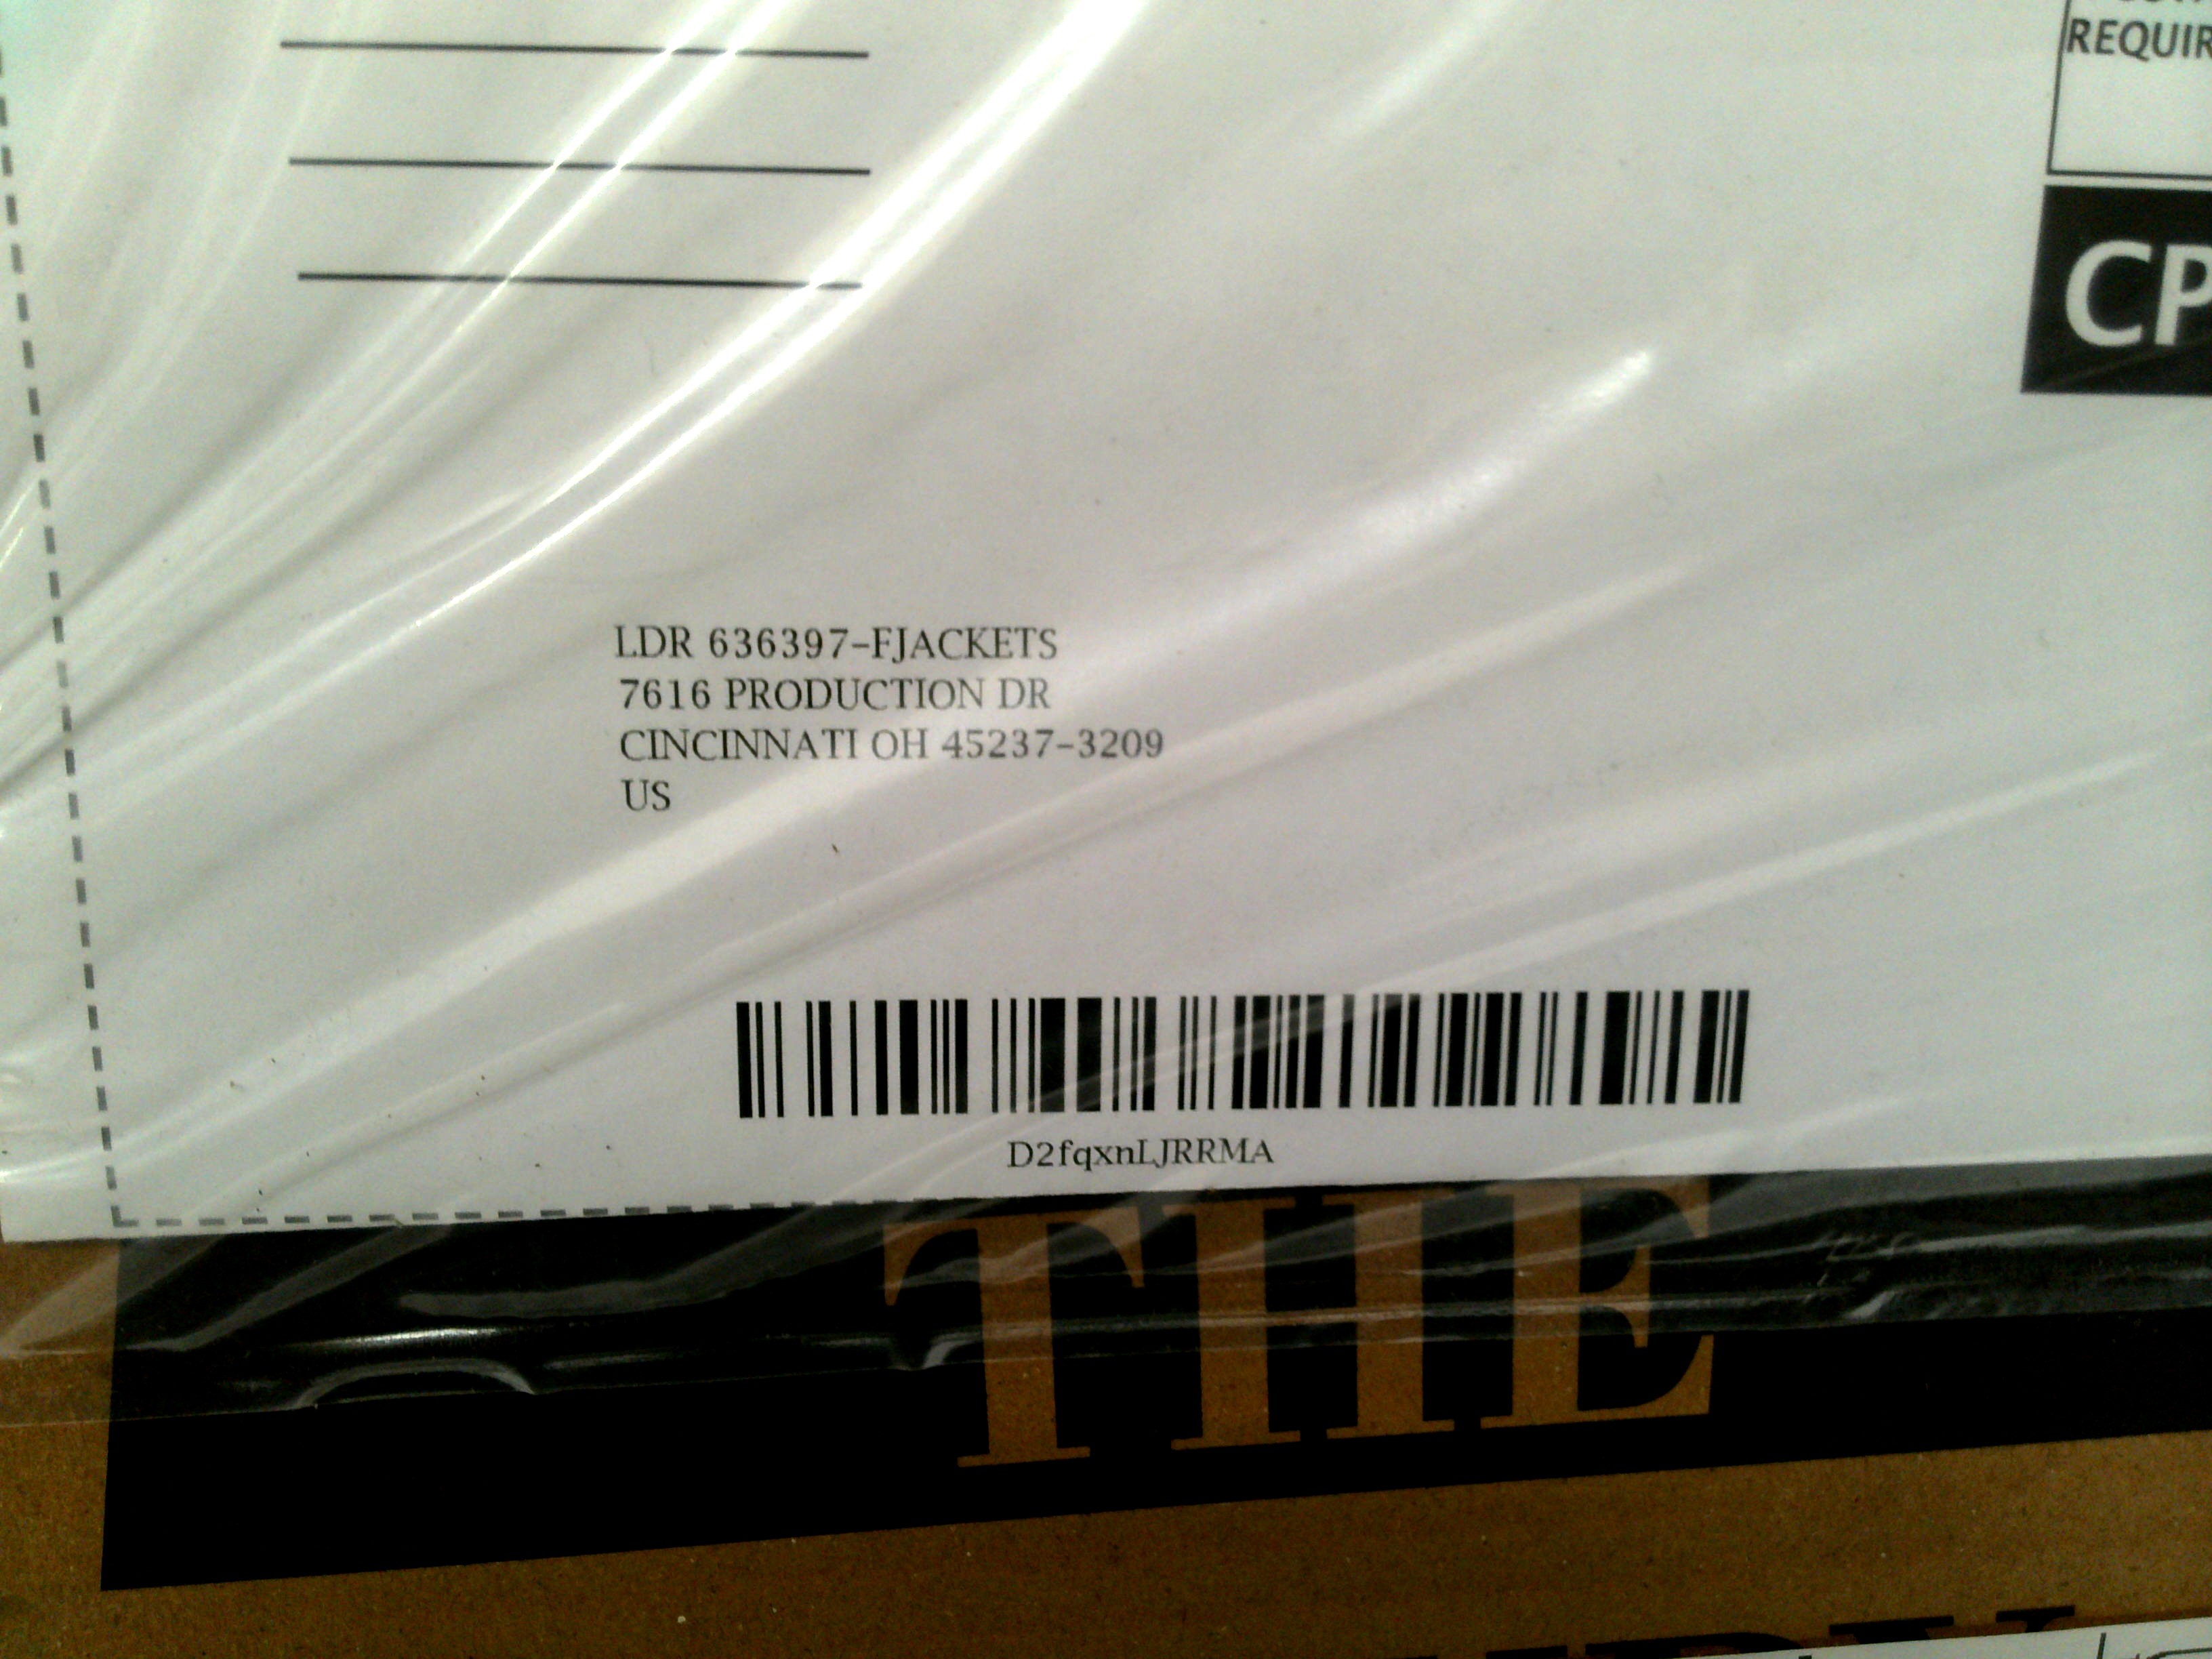 REQUIR
CP
LDR 636397-FJACKETS
7616 PRODUCTION DR
CINCINNATI OH 45237-3209
US
D2fqxnLJRRMA
THE